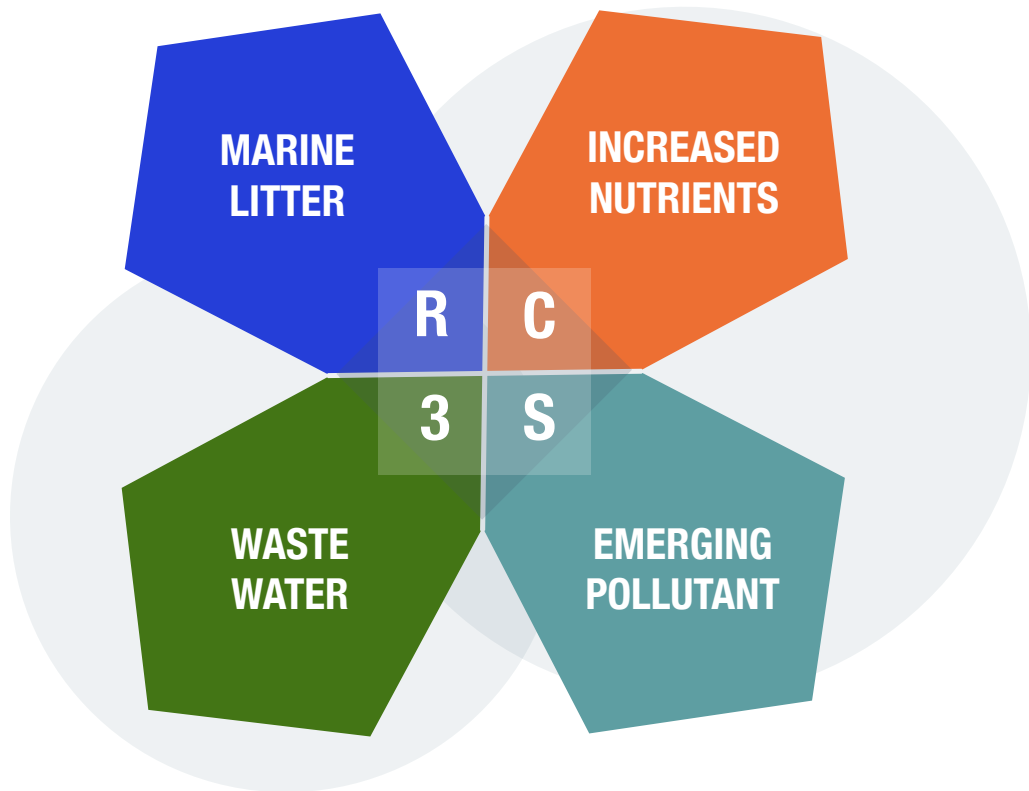 MARINE
LITTER
INCREASED
NUTRIENTS
R C
3 S
WASTE
WATER
EMERGING
POLLUTANT